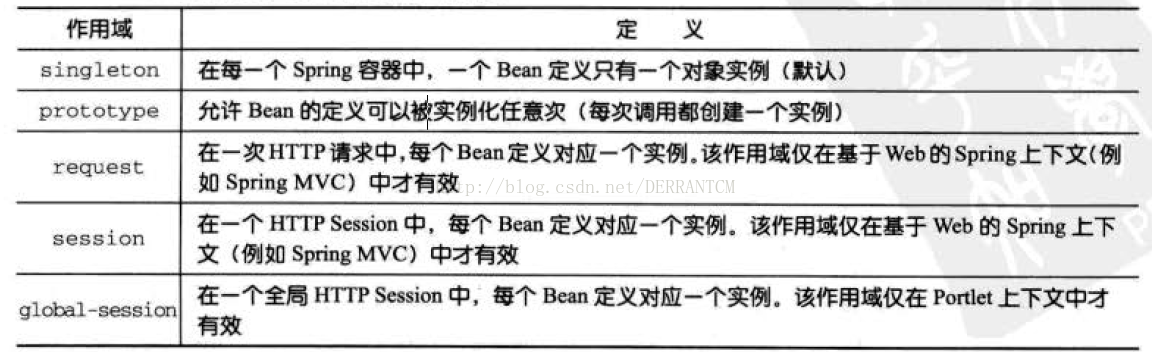 作用域 定 义
singleton 在每一个 Spring 容器中，一个 Bean 定义只有一个对象实例（默认）
prototype 允许 Bean 的定义可以被实例化任意次（每次调用都创建一个实例）
request 在一次HTTP请求中，每个Bean定义对应一个实例。该作用域仅在基于Web的Spring上下文（例
如 Spring MVC）中才有效
http://blog.csdn.net/DERRANTCM
session 在一个 HTTP Session 中，每个 Bean 定义对应一个实例。该作用域仅在基于 Web 的 Spring 上下
文（例如 Spring MVC）中才有效
global-session 在一个全局 HTTP Session 中，每个 Bean 定义对应一个实例。该作用域仅在 Portlet 上下文中才
有效